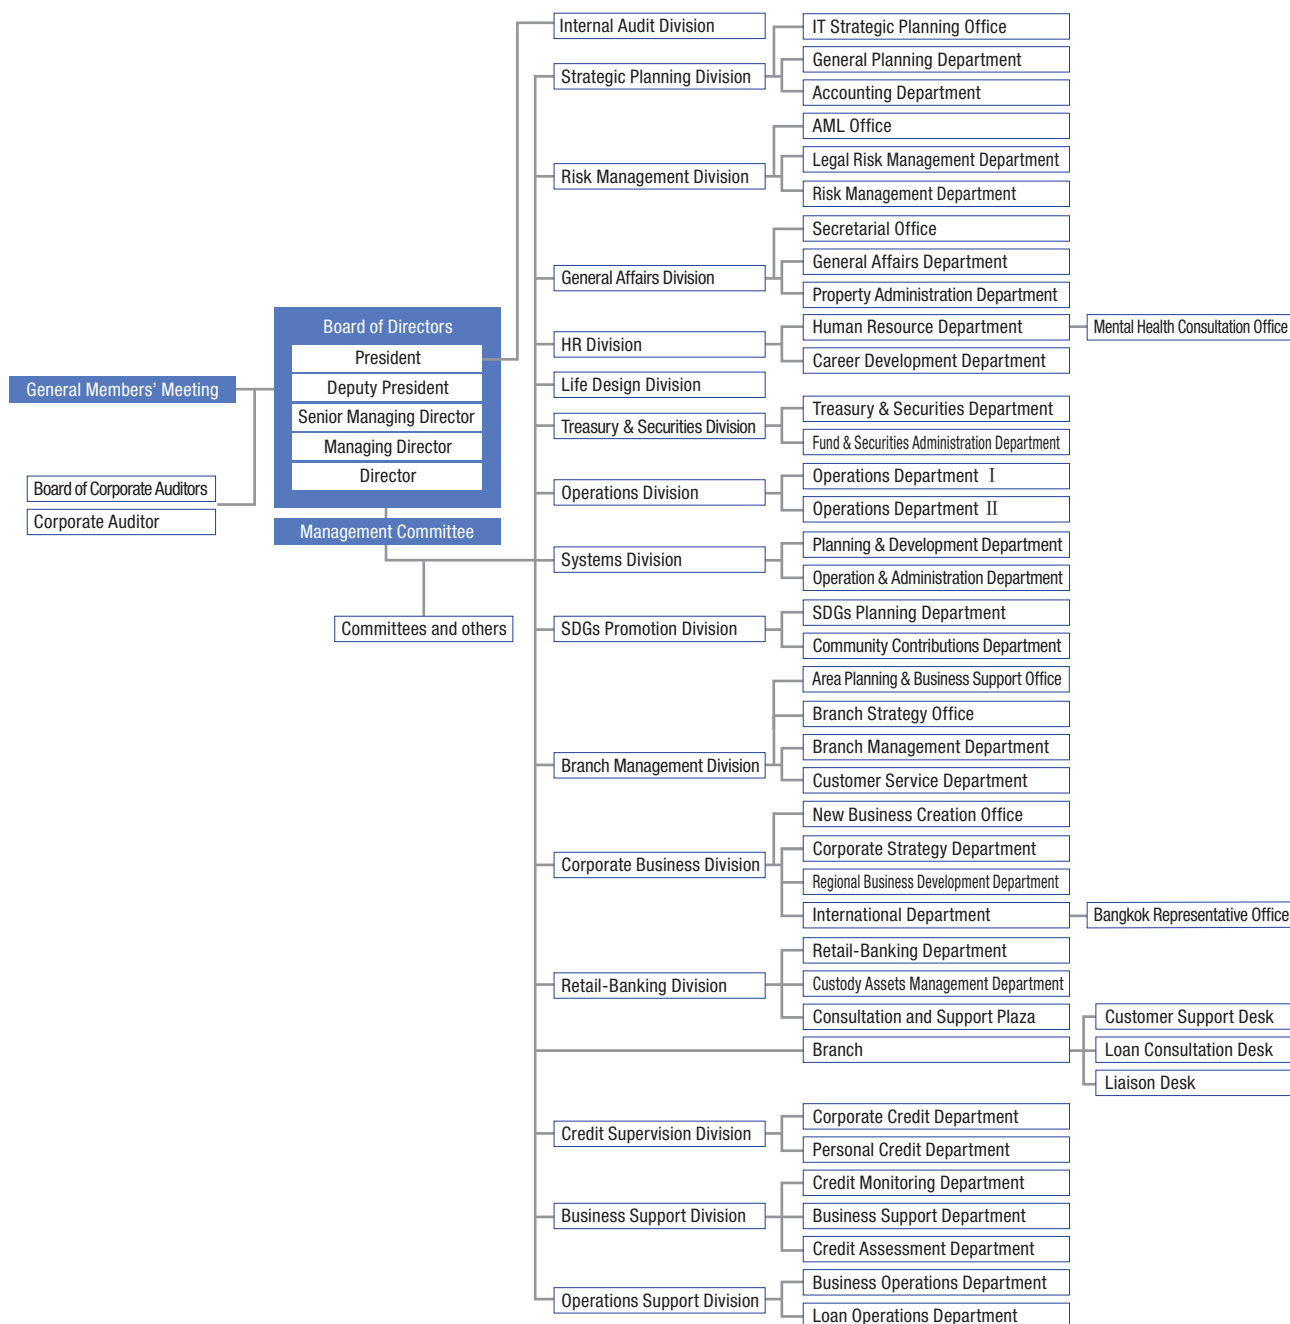 General Members' Meeting
Board of Corporate Auditors
Corporate Auditor
Board of Directors
President
Deputy President
Senior Managing Director
Managing Director
Director
Management Committee
Committees and others
Internal Audit Division
Strategic Planning Division
IT Strategic Planning Office
General Planning Department
Accounting Department
Risk Management Division
AML Office
Legal Risk Management Department
Risk Management Department
General Affairs Division
Secretarial Office
General Affairs Department
Property Administration Department
HR Division
Human Resource Department
Mental Health Consultation Office
Career Development Department
Life Design Division
Treasury & Securities Division
Treasury & Securities Department
Fund & Securities Administration Department
Operations Division
Operations Department Ⅰ
Operations Department Ⅱ
Systems Division
Planning & Development Department
Operation & Administration Department
SDGs Promotion Division
SDGs Planning Department
Community Contributions Department
Branch Management Division
Area Planning & Business Support Office
Branch Strategy Office
Branch Management Department
Customer Service Department
Corporate Business Division
New Business Creation Office
Corporate Strategy Department
Regional Business Development Department
International Department
Bangkok Representative Office
Retail-Banking Division
Retail-Banking Department
Custody Assets Management Department
Consultation and Support Plaza
Branch
Customer Support Desk
Loan Consultation Desk
Liaison Desk
Credit Supervision Division
Corporate Credit Department
Personal Credit Department
Business Support Division
Credit Monitoring Department
Business Support Department
Credit Assessment Department
Operations Support Division
Business Operations Department
Loan Operations Department